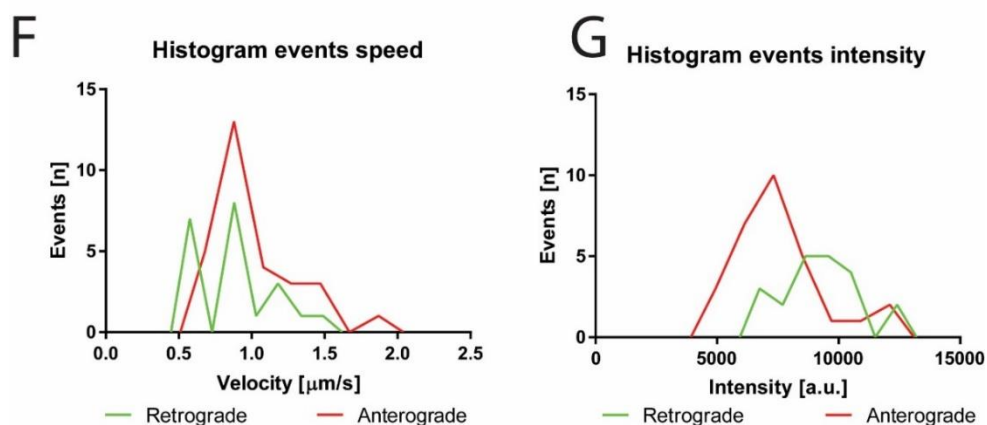 F
Histogram events speed
15
10
5
0
Events [n]
0.0 0.5 1.0 1.5 2.0 2.5
Velocity [μm/s]
Retrograde Anterograde
G
Histogram events intensity
15
10
5
0
Events [n]
0 5000 10000 15000
Intensity [a.u.]
Retrograde Anterograde